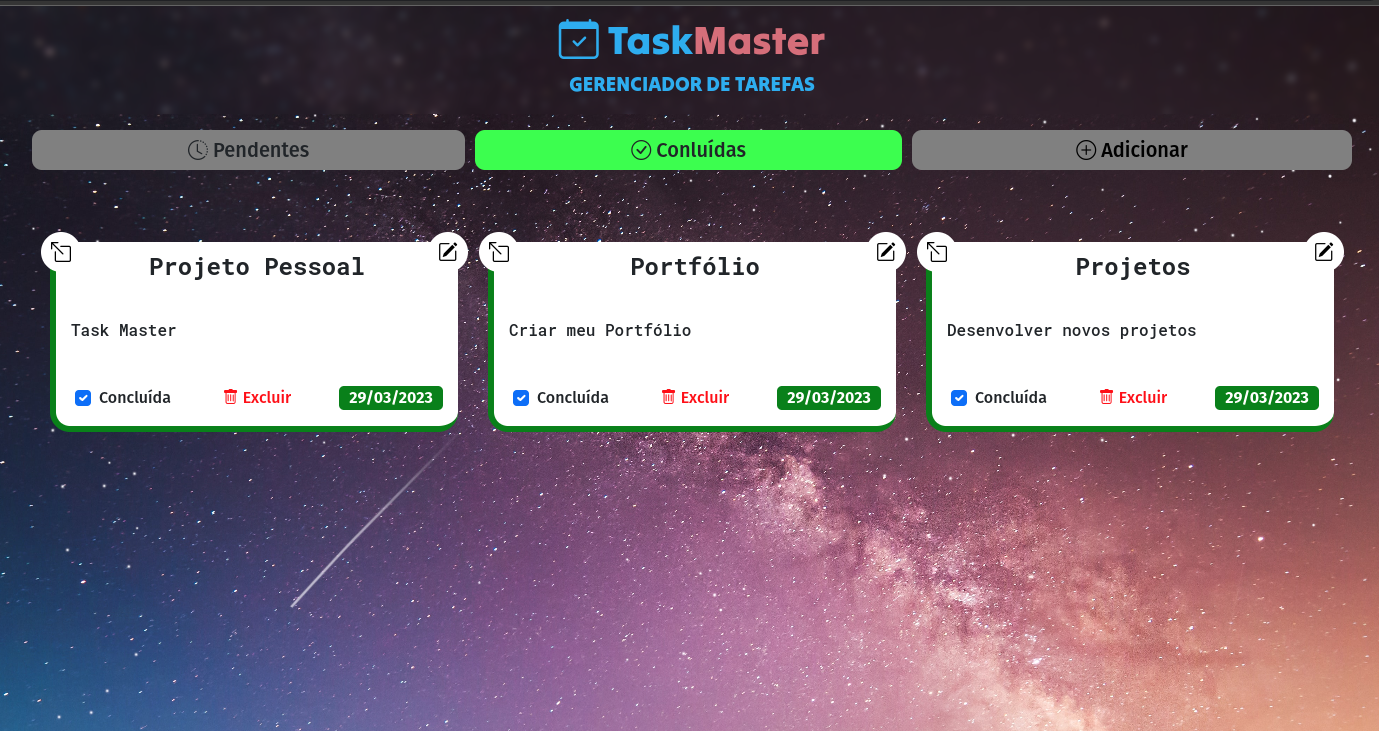 TaskMaster
GERENCIADOR DE TAREFAS
Pendentes
Conluídas
Adicionar
Projeto Pessoal
Task Master
Concluída Excluir 29/03/2023
Portfólio
Criar meu Portfólio
Concluída Excluir 29/03/2023
Projetos
Desenvolver novos projetos
Concluída Excluir 29/03/2023